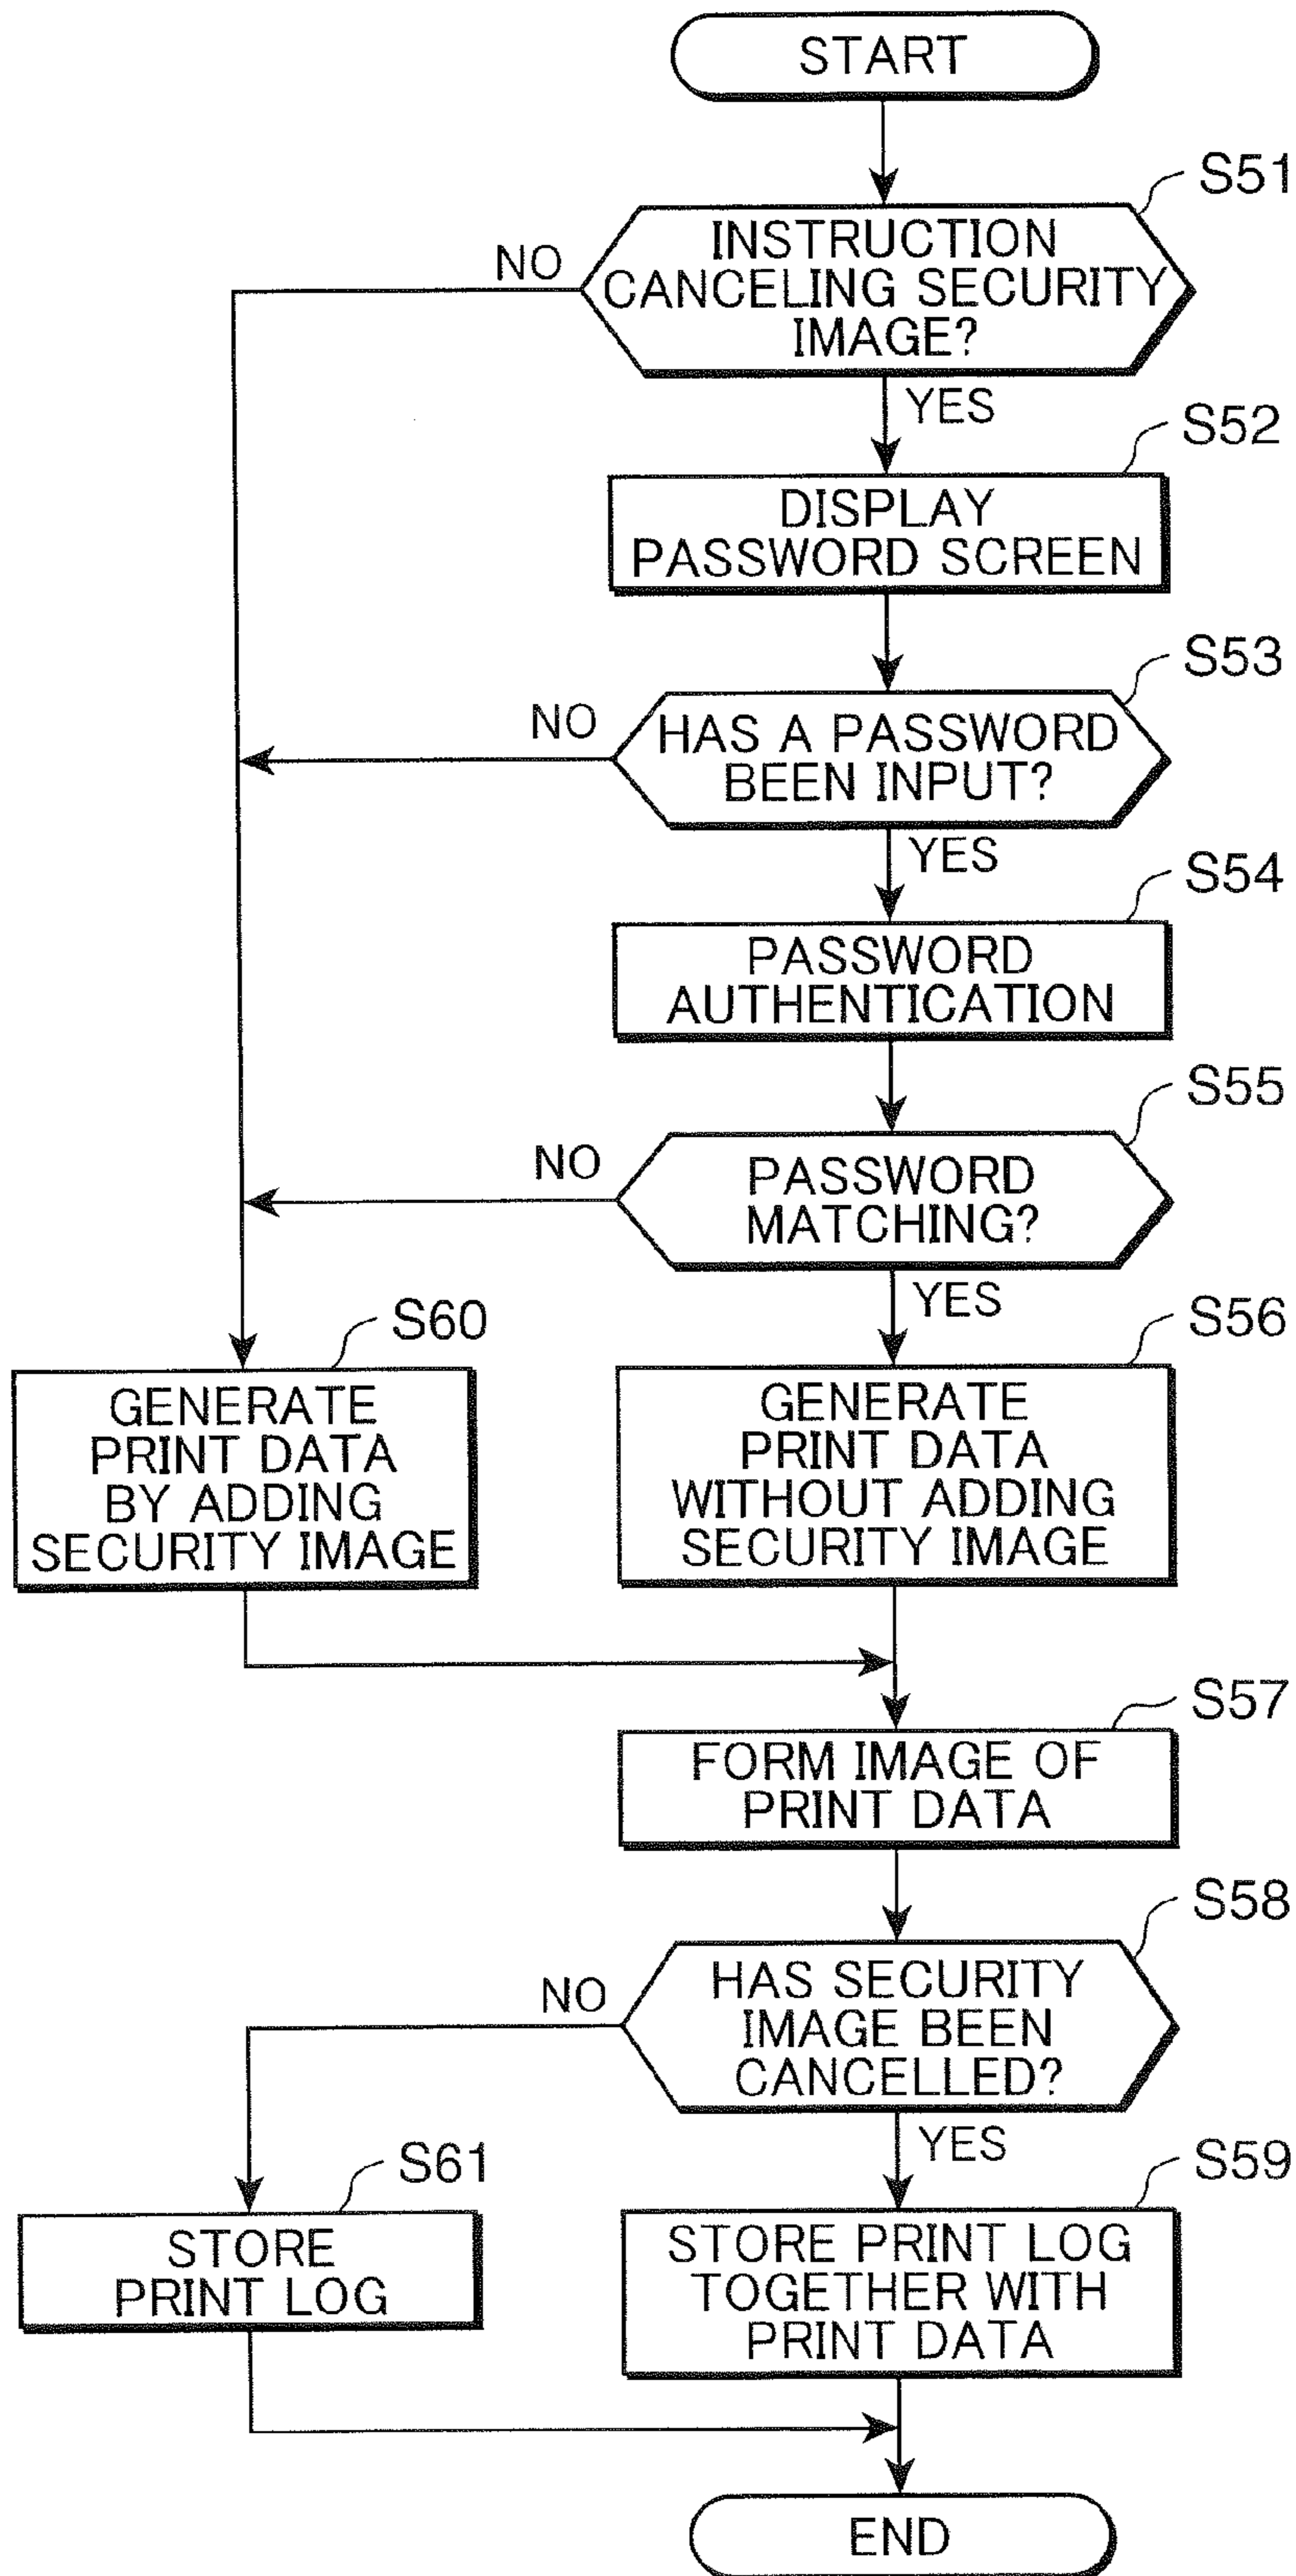 START
S51
INSTRUCTION
CANCELING SECURITY
IMAGE?
NO
YES
S52
DISPLAY
PASSWORD SCREEN
S53
HAS A PASSWORD
BEEN INPUT?
NO
YES
S54
PASSWORD
AUTHENTICATION
S55
PASSWORD
MATCHING?
NO
YES
S60
GENERATE
PRINT DATA
BY ADDING
SECURITY IMAGE
S56
GENERATE
PRINT DATA
WITHOUT ADDING
SECURITY IMAGE
S57
FORM IMAGE OF
PRINT DATA
S58
HAS SECURITY
IMAGE BEEN
CANCELLED?
NO
YES
S61
STORE
PRINT LOG
S59
STORE PRINT LOG
TOGETHER WITH
PRINT DATA
END